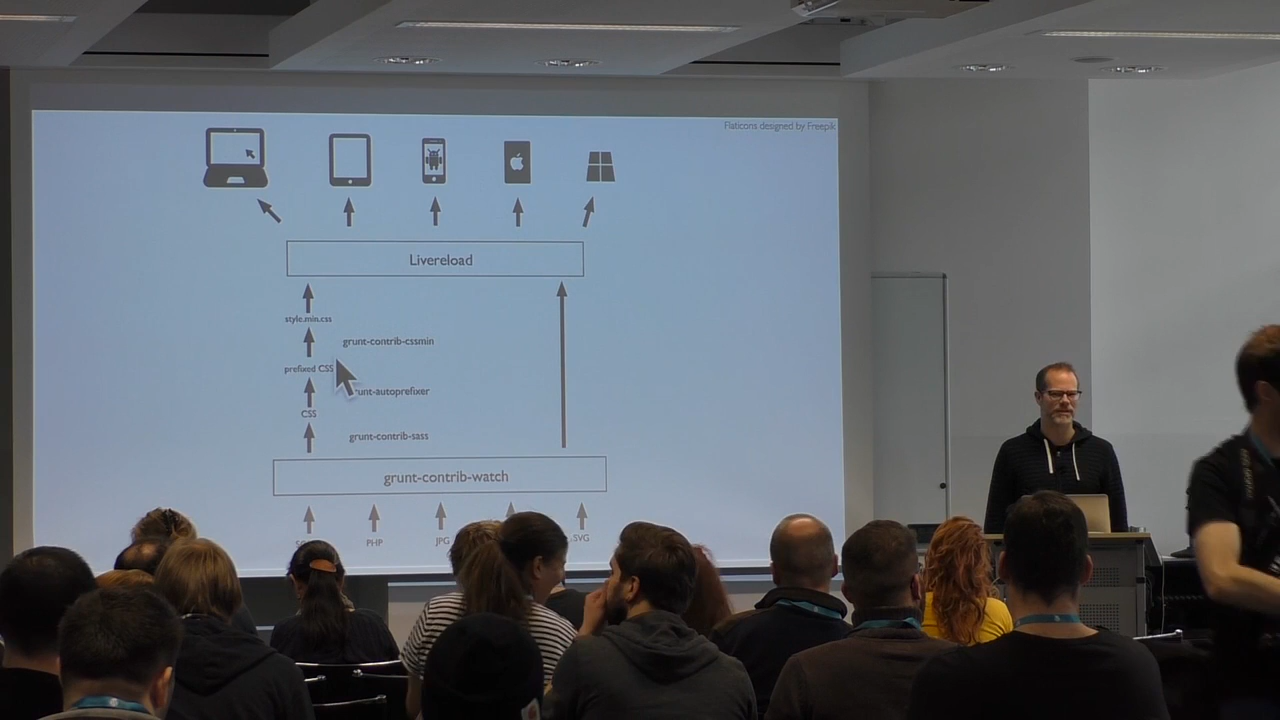 Flaticons designed by Freepik
Livereload
style.min.css
grunt-contrib-cssmin
prefixed CSS
grunt-autoprefixer
CSS
grunt-contrib-sass
grunt-contrib-watch
PHP
JPG
SVG